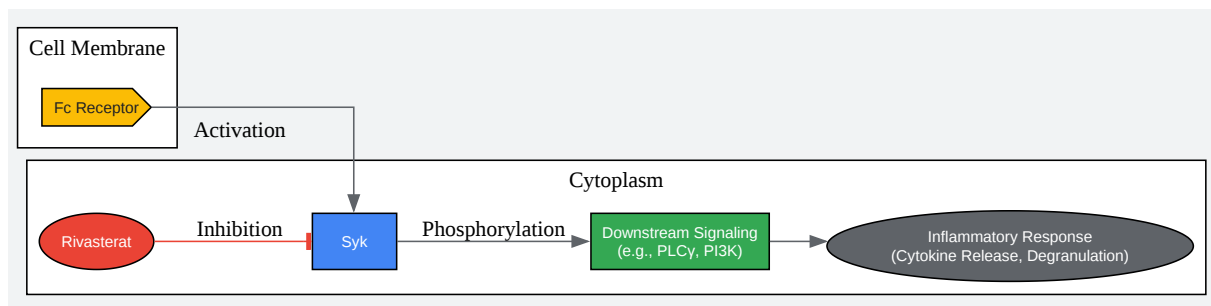 Cell Membrane
Fc Receptor
Activation
Cytoplasm
Rivasterat
Inhibition
Syk
Phosphorylation
Downstream Signaling
(e.g., PLCγ, PI3K)
Inflammatory Response
(Cytokine Release, Degranulation)